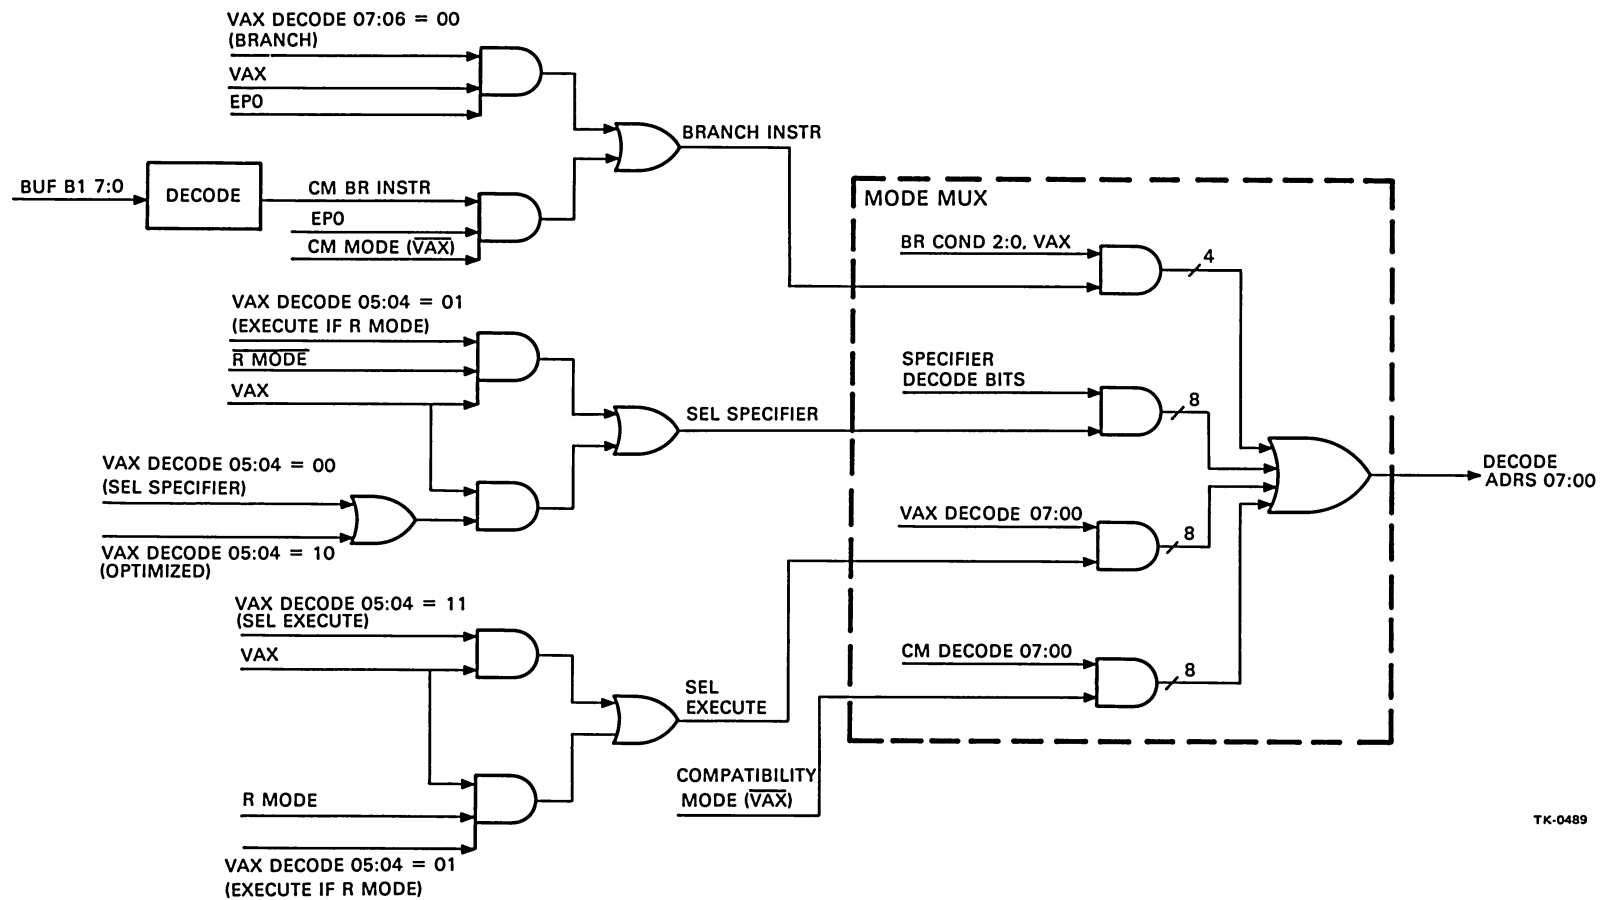 VAX DECODE 07:06 = 00
(BRANCH)
VAX
EPO
BUF B1 7:0
DECODE
CM BR INSTR
EPO
CM MODE (VAX)
BRANCH INSTR
VAX DECODE 05:04 = 01
(EXECUTE IF R MODE)
R MODE
VAX
VAX DECODE 05:04 = 00
(SEL SPECIFIER)
VAX DECODE 05:04 = 10
(OPTIMIZED)
SEL SPECIFIER
VAX DECODE 05:04 = 11
(SEL EXECUTE)
VAX
R MODE
VAX DECODE 05:04 = 01
(EXECUTE IF R MODE)
SEL
EXECUTE
COMPATIBILITY
MODE (VAX)
MODE MUX
BR COND 2:0, VAX
4
SPECIFIER
DECODE BITS
8
VAX DECODE 07:00
8
CM DECODE 07:00
8
DECODE
ADRS 07:00
TK-0489